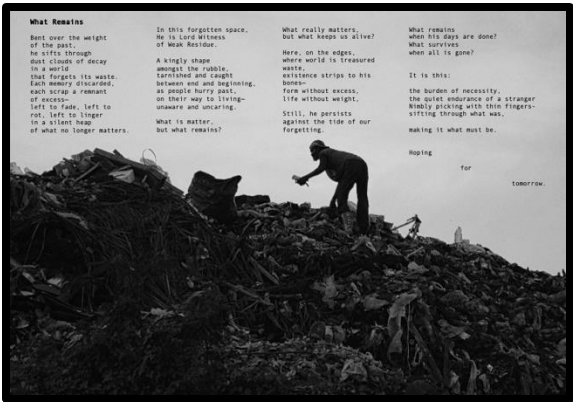 What Remains
Bent over the weight
of the past,
he sifts through
dust clouds of decay
in a world
that forgets its waste.
Each memory discarded,
each scrap a remnant
of excess—
left to fade, left to
rot, left to linger
in a silent heap
of what no longer matters.
In this forgotten space,
He is Lord Witness
of Weak Residue.
A kingly shape
amongst the rubble,
tarnished and caught
between end and beginning,
as people hurry past,
on their way to living—
unaware and uncaring.
What is matter,
but what remains?
What really matters,
but what keeps us alive?
Here, on the edges,
where world is treasured
waste,
existence strips to his
bones—
form without excess,
life without weight,
Still, he persists
against the tide of our
forgetting.
What remains
when his days are done?
What survives
when all is gone?
It is this:
the burden of necessity,
the quiet endurance of a stranger
Nimbly picking with thin fingers-
sifting through what was,
making it what must be.
Hoping
for
tomorrow.